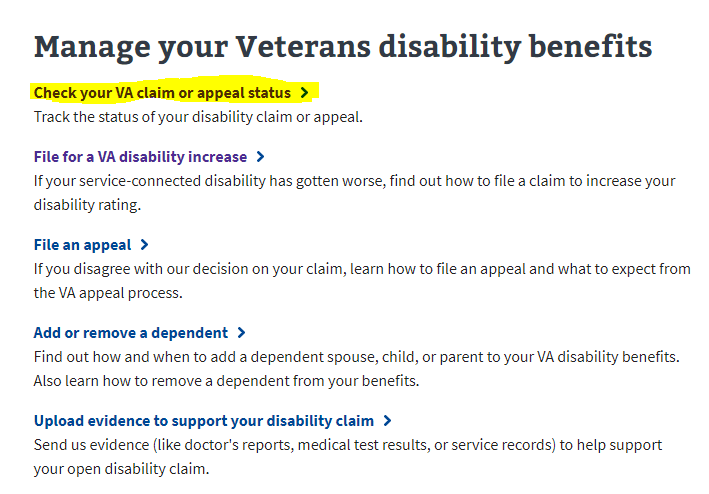 Manage your Veterans disability benefits
Check your VA claim or appeal status
Track the status of your disability claim or appeal.
File for a VA disability increase
If your service-connected disability has gotten worse, find out how to file a claim to increase your
disability rating.
File an appeal
If you disagree with our decision on your claim, learn how to file an appeal and what to expect from
the VA appeal process.
Add or remove a dependent
Find out how and when to add a dependent spouse, child, or parent to your VA disability benefits.
Also learn how to remove a dependent from your benefits.
Upload evidence to support your disability claim
Send us evidence (like doctor's reports, medical test results, or service records) to help support
your open disability claim.